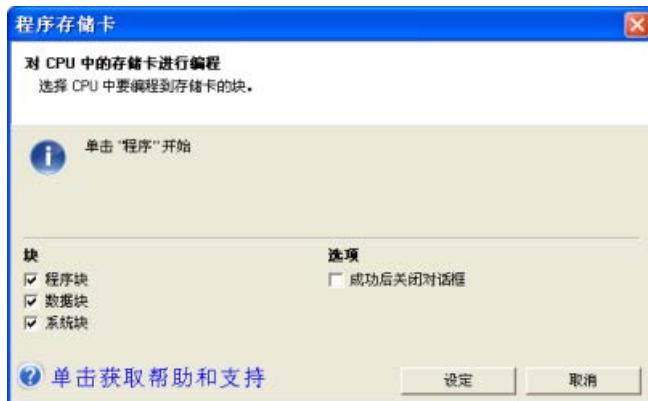 程序存储卡
对 CPU 中的存储卡进行编程
选择 CPU 中要编程到存储卡的块。
单击 "程序" 开始
块
选项
程序块
成功后关闭对话框
数据块
系统块
单击获取帮助和支持
设定
取消